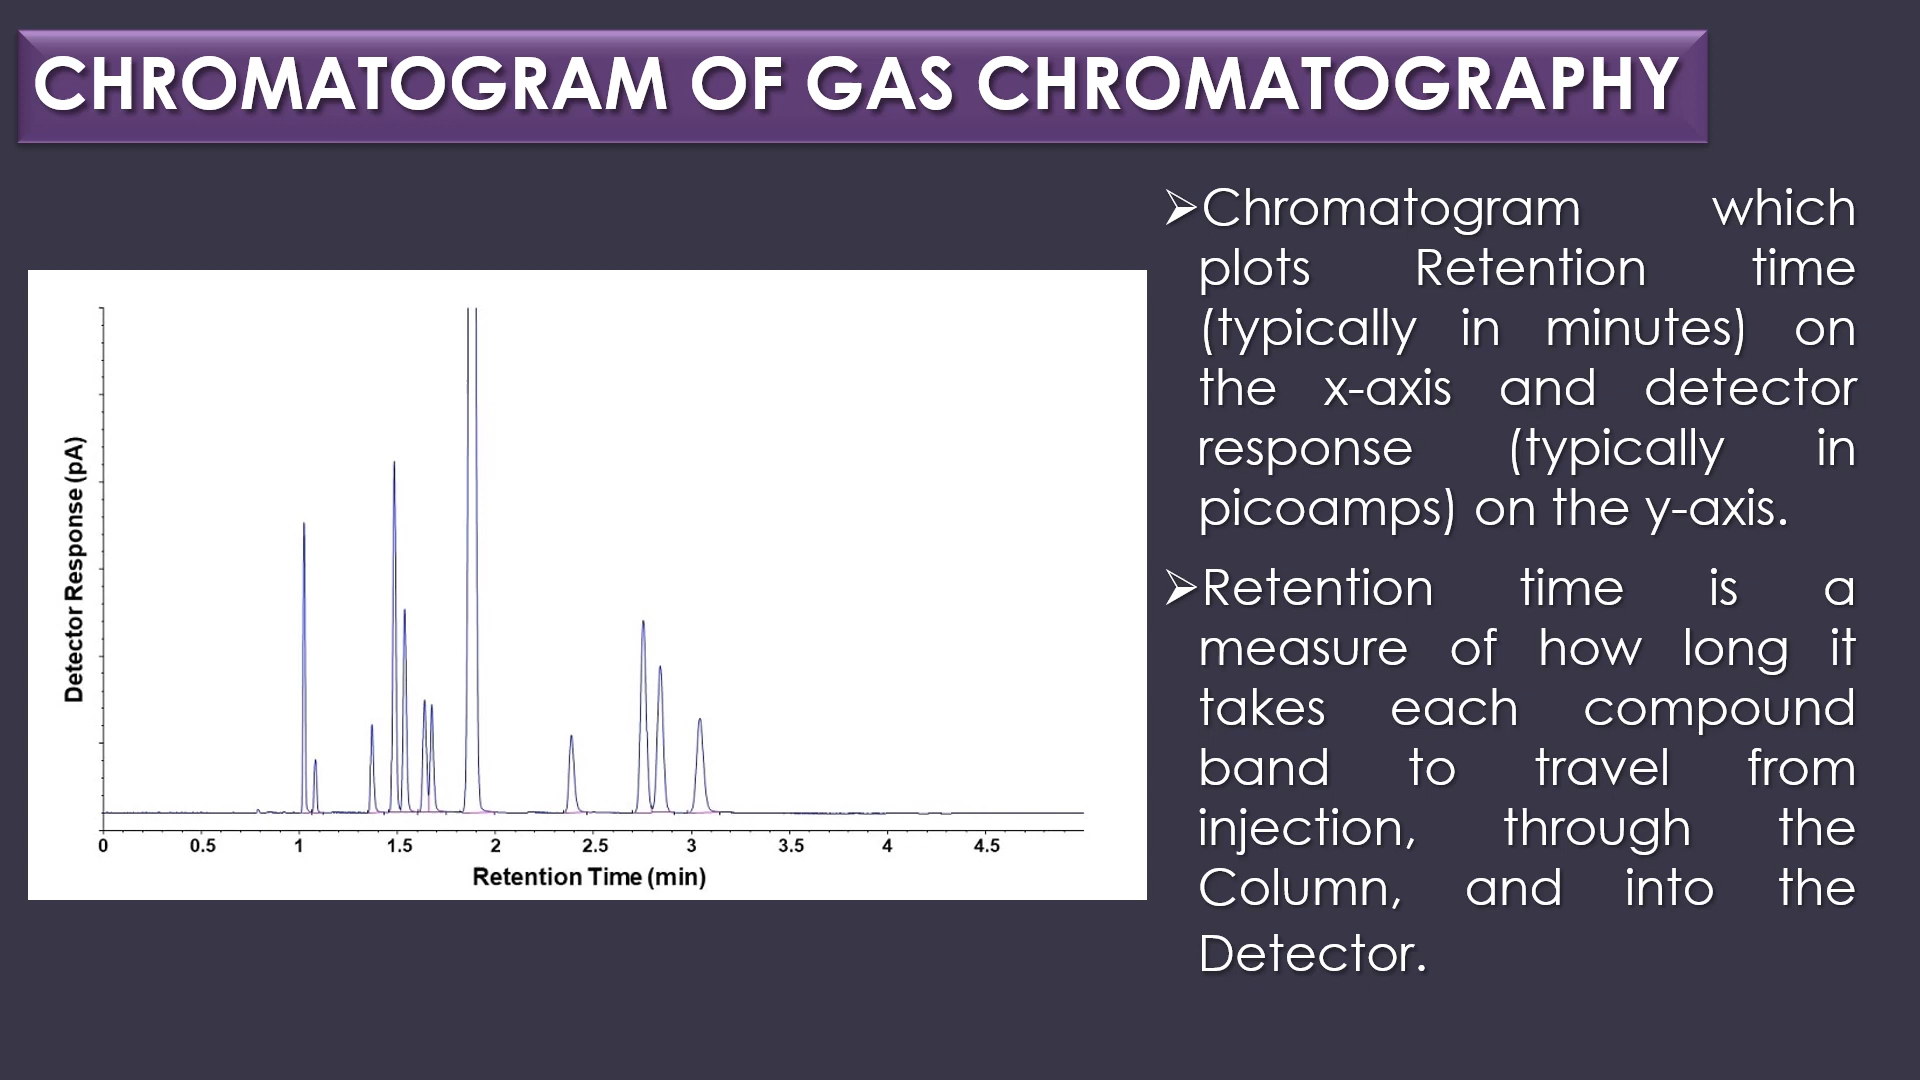 CHROMATOGRAM OF GAS CHROMATOGRAPHY
Detector Response (pA)
0 0.5 1 1.5 2 2.5 3 3.5 4 4.5
Retention Time (min)
➢Chromatogram which
plots Retention time
(typically in minutes) on
the x-axis and detector
response (typically in
picoamps) on the y-axis.
➢Retention time is a
measure of how long it
takes each compound
band to travel from
injection, through the
Column, and into the
Detector.